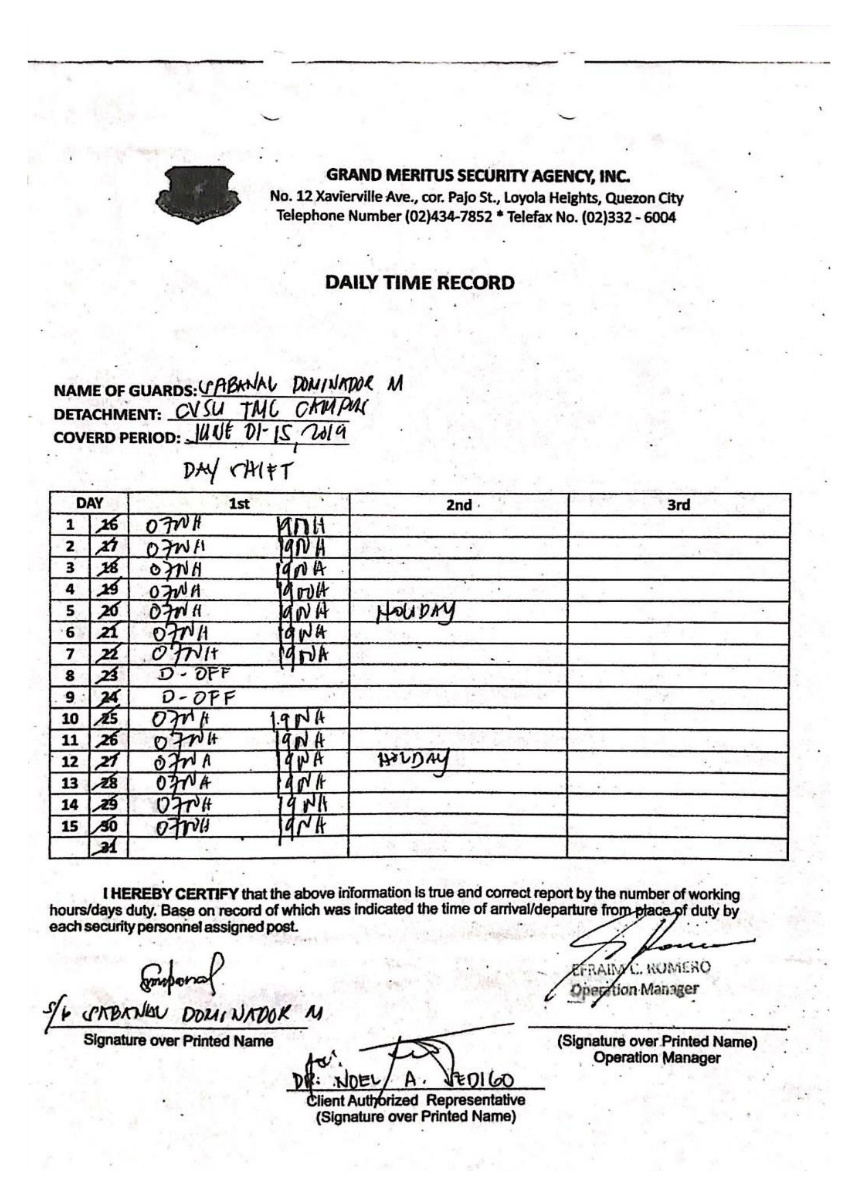 GRAND MERITUS SECURITY AGENCY, INC.
No. 12 Xavierville Ave., cor. Pajo St., Loyola Heights, Quezon City
Telephone Number (02)434-7852 * Telefax No. (02)332 - 6004
DAILY TIME RECORD
NAME OF GUARDS: SABANAL DOMINADOR M
DETACHMENT: CVSU TMC CAMPUS
COVERD PERIOD: JUNE 01-15, 2019
DAY SHIFT
DAY 1st 2nd 3rd
1 16 07NH 19NH
2 17 07NH 19NH
3 18 07NH 19NH
4 19 07NH 19NH
5 20 07NH 19NH HOLIDAY
6 21 07NH 19NH
7 22 07NH 19NH
8 23 D-OFF
9 24 D-OFF
10 25 07NH 19NH
11 26 07NH 19NH
12 27 07NH 19NH HOLIDAY
13 28 07NH 19NH
14 29 07NH 19NH
15 30 07NH 19NH
31
I HEREBY CERTIFY that the above information is true and correct report by the number of working
hours/days duty. Base on record of which was indicated the time of arrival/departure from place of duty by
each security personnel assigned post.
EFRAIM C. ROMERO
Operation Manager
S/G SABANAL DOMINADOR M
Signature over Printed Name
(Signature over Printed Name)
Operation Manager
DR. NOEL A. SEDIGO
Client Authorized Representative
(Signature over Printed Name)